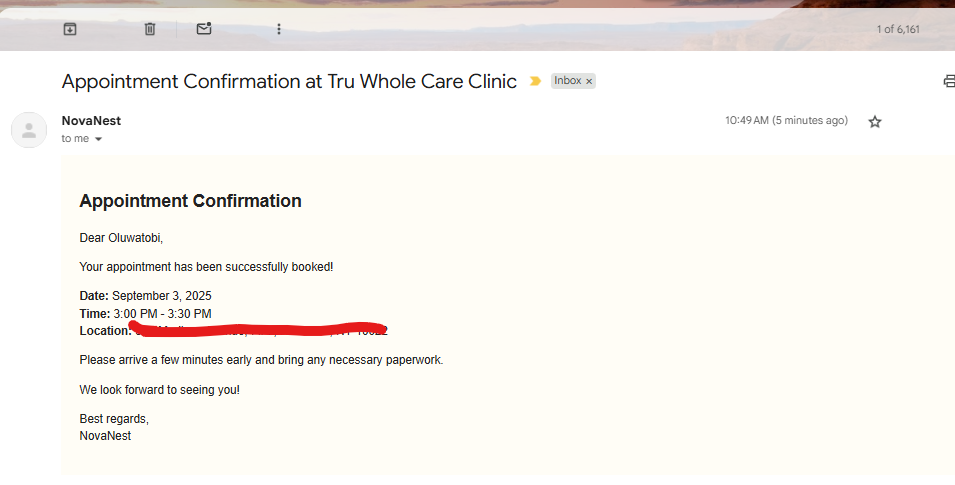 1 of 6,161
Appointment Confirmation at Tru Whole Care Clinic
Inbox ×
NovaNest
10:49 AM (5 minutes ago)
to me
Appointment Confirmation
Dear Oluwatobi,
Your appointment has been successfully booked!
Date: September 3, 2025
Time: 3:00 PM - 3:30 PM
Location:
Please arrive a few minutes early and bring any necessary paperwork.
We look forward to seeing you!
Best regards,
NovaNest